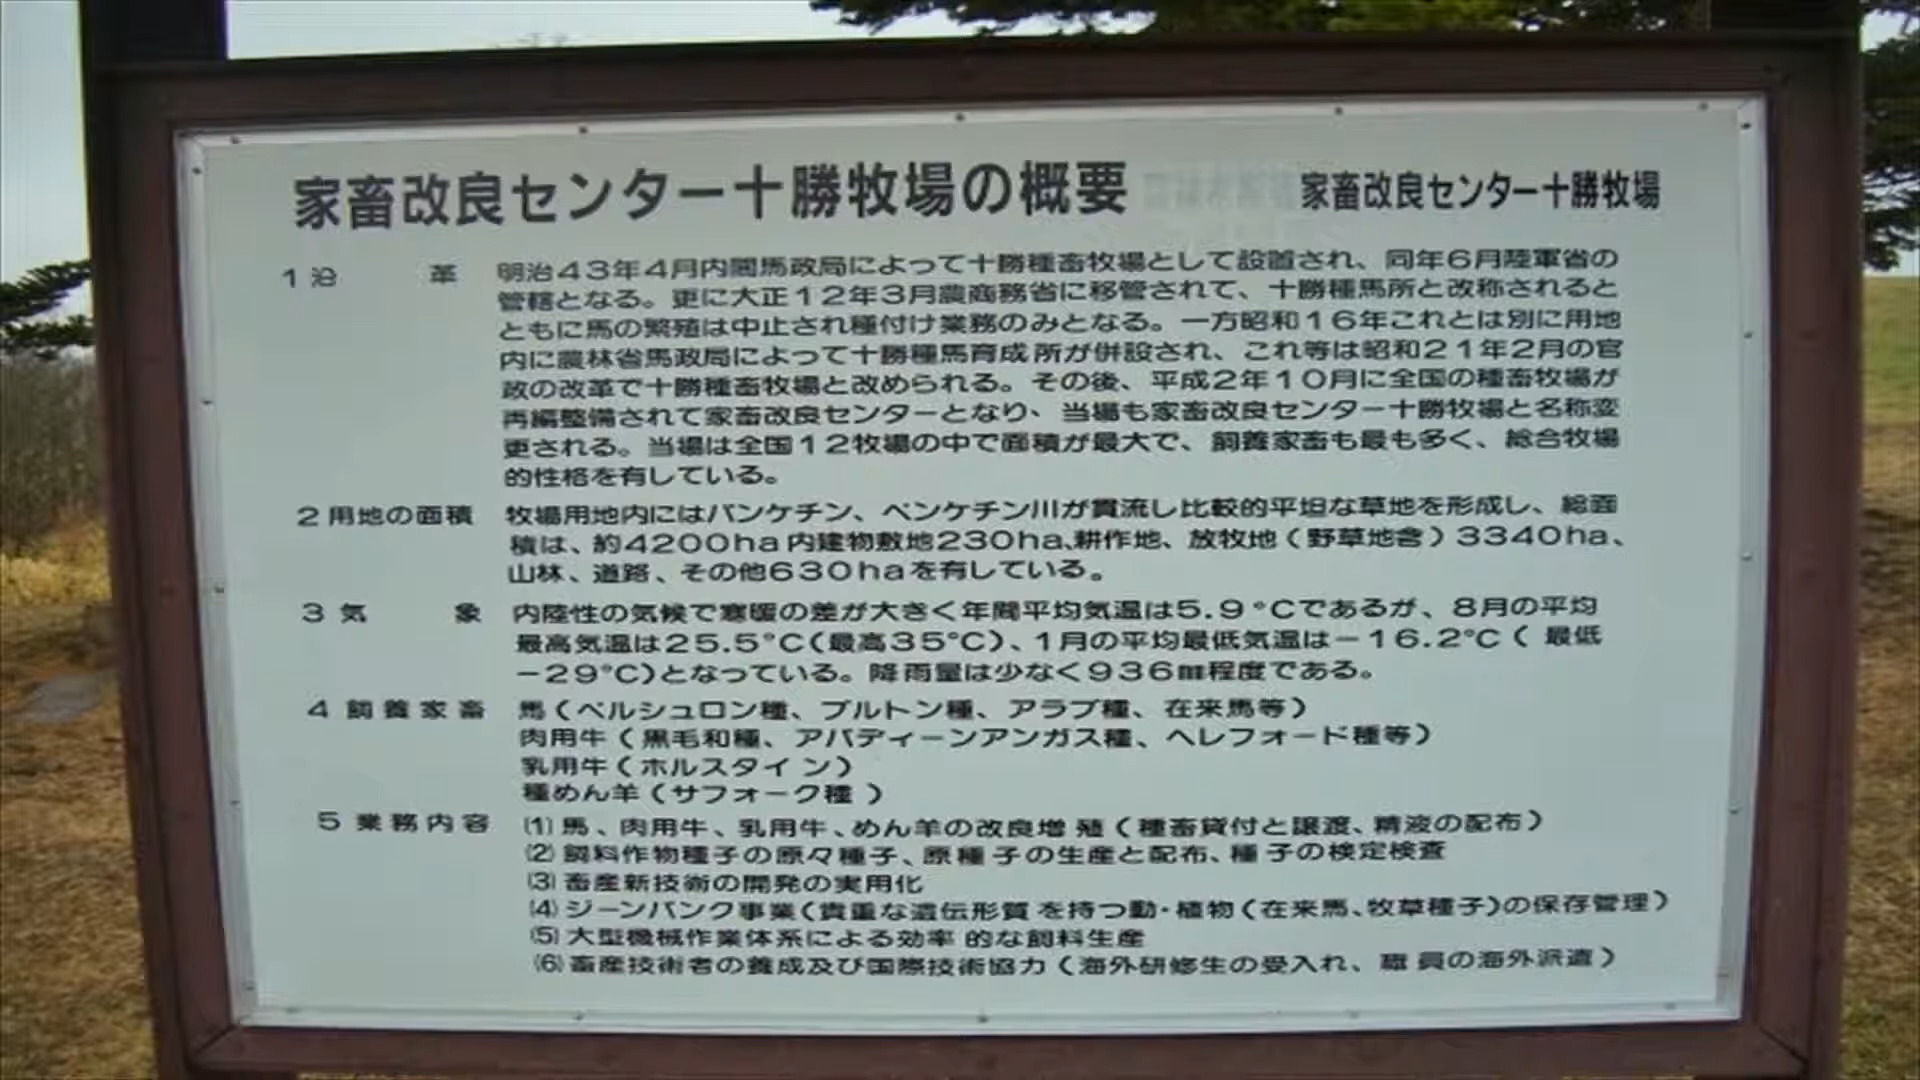 家畜改良センター十勝牧場の概要 家畜改良センター十勝牧場
1 沿革 明治43年4月内閣馬政局によって十勝種畜牧場として設置され、同年6月陸軍省の
管轄となる。更に大正12年3月農商務省に移管されて、十勝種馬所と改称されると
ともに馬の繁殖は中止され種付け業務のみとなる。一方昭和16年これとは別に用地
内に農林省馬政局によって十勝種馬育成所が併設され、これ等は昭和21年2月の官
政の改革で十勝種畜牧場と改められる。その後、平成2年10月に全国の種畜牧場が
再編整備されて家畜改良センターとなり、当場も家畜改良センター十勝牧場と名称変
更される。当場は全国12牧場の中で面積が最大で、飼養家畜も最も多く、総合牧場
的性格を有している。
2 用地の面積 牧場用地内にはパンケチン、ペンケチン川が貫流し比較的平坦な草地を形成し、総面
積は、約4200ha内建物敷地230ha、耕作地、放牧地(野草地含)3340ha、
山林、道路、その他630haを有している。
3 気象 内陸性の気候で寒暖の差が大きく年間平均気温は5.9℃であるが、8月の平均
最高気温は25.5℃(最高35℃)、1月の平均最低気温は-16.2℃(最低
-29℃)となっている。降雨量は少なく936㎜程度である。
4 飼養家畜 馬(ペルシュロン種、ブルトン種、アラブ種、在来馬等)
肉用牛(黒毛和種、アバディーンアンガス種、ヘレフォード種等)
乳用牛(ホルスタイン)
種めん羊(サフォーク種)
5 業務内容 (1)馬、肉用牛、乳用牛、めん羊の改良増殖(種畜貸付と譲渡、精液の配布)
(2)飼料作物種子の原々種子、原種子の生産と配布、種子の検定検査
(3)畜産新技術の開発の実用化
(4)ジーンバンク事業(貴重な遺伝形質を持つ動・植物(在来馬、牧草種子)の保存管理)
(5)大型機械作業体系による効率的な飼料生産
(6)畜産技術者の養成及び国際技術協力(海外研修生の受入れ、職員の海外派遣)